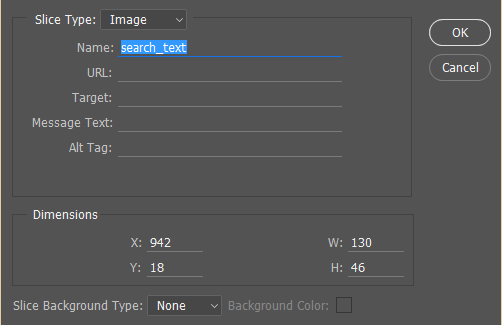 Slice Type: Image
OK
Name: search_text
URL:
Cancel
Target:
Message Text:
Alt Tag:
Dimensions
X: 942 W: 130
Y: 18 H: 46
Slice Background Type: None Background Color: